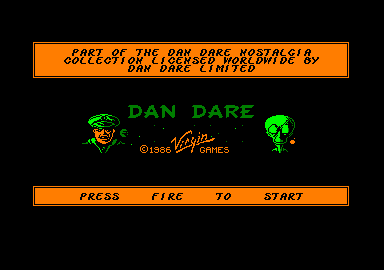 PART OF THE DAN DARE NOSTALGIA
COLLECTION LICENSED WORLDWIDE BY
DAN DARE LIMITED
DAN DARE
©1986 Virgin GAMES
PRESS FIRE TO START